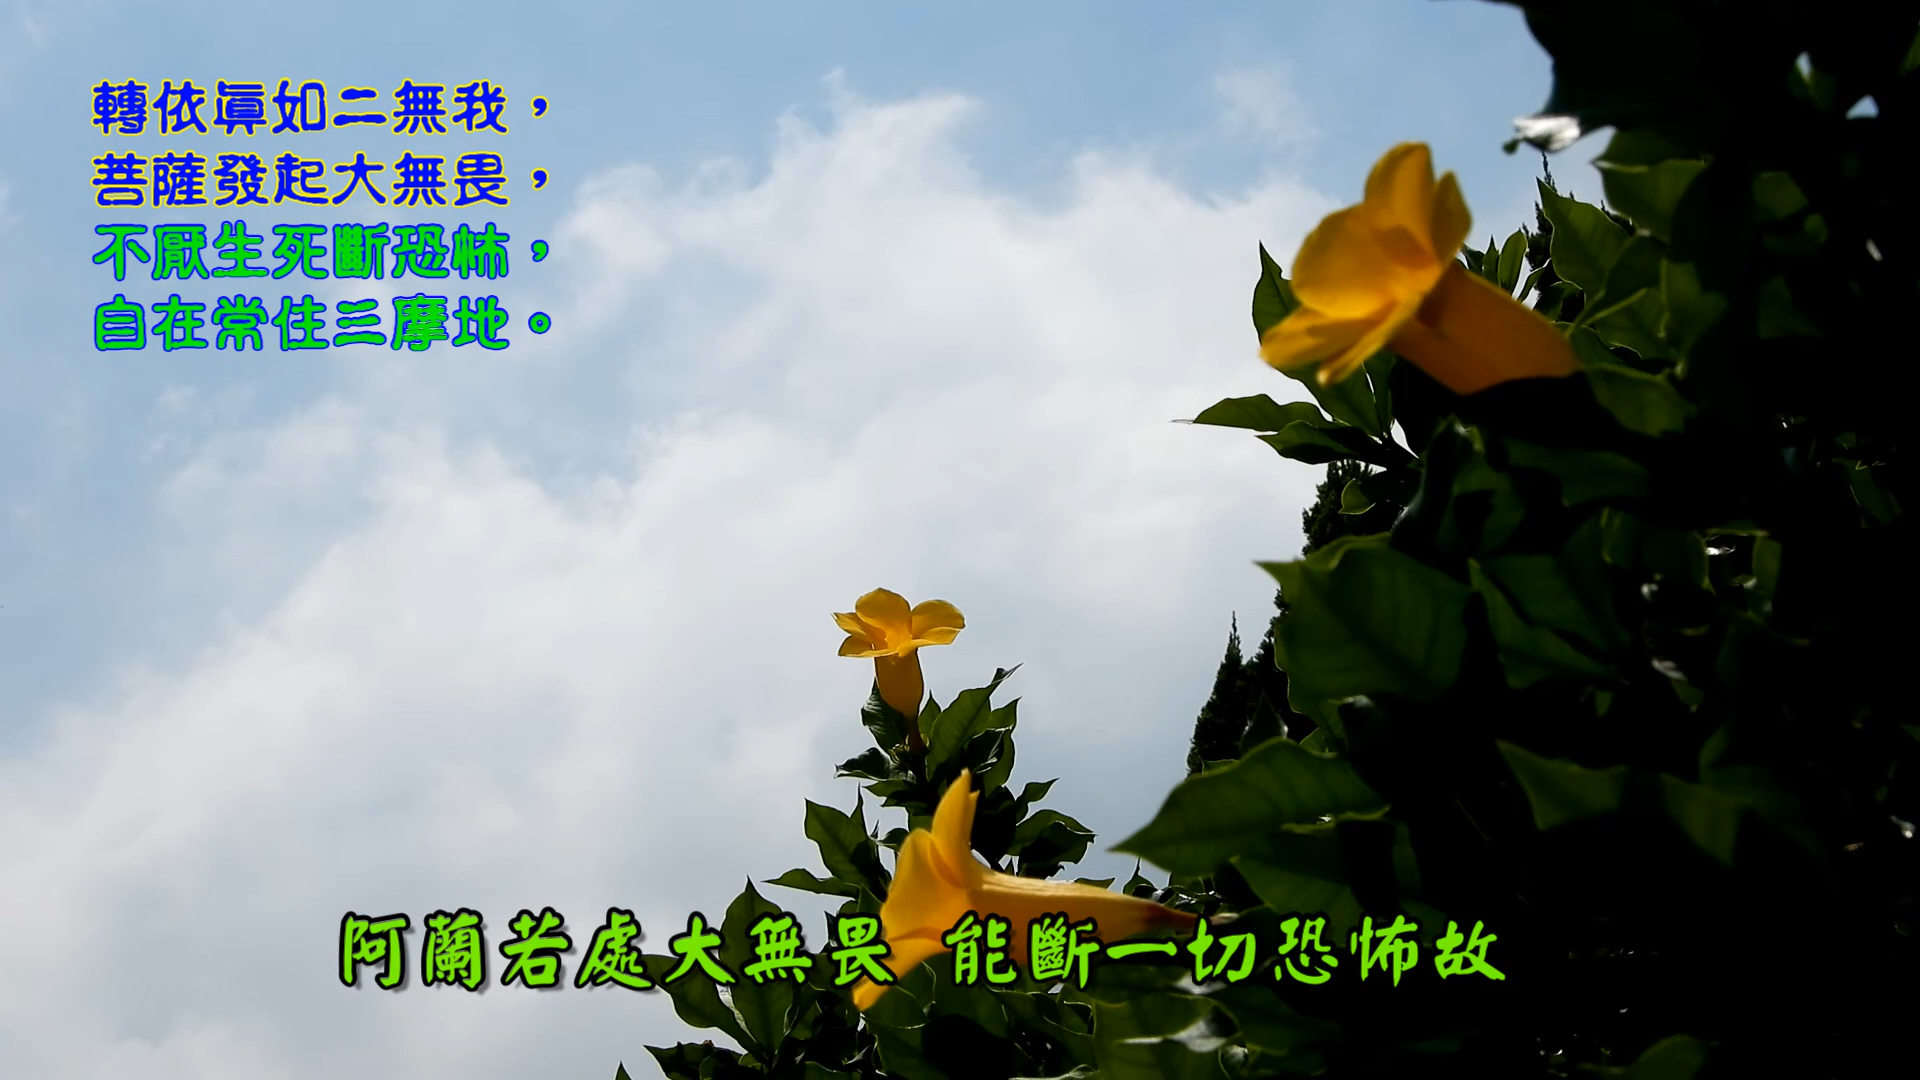 轉依眞如二無我，
菩薩發起大無畏，
不厭生死斷恐怖，
自在常住三摩地。
阿蘭若處大無畏 能斷一切恐怖故